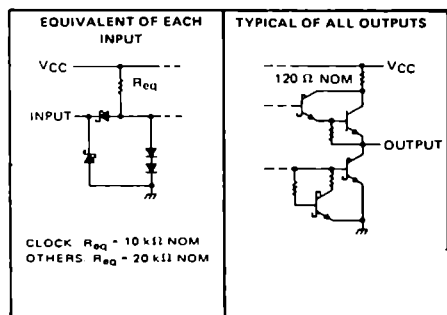 EQUIVALENT OF EACH
INPUT
VCC
Req
INPUT
CLOCK Req - 10 kΩ NOM
OTHERS Req - 20 kΩ NOM
TYPICAL OF ALL OUTPUTS
VCC
120 Ω NOM
OUTPUT